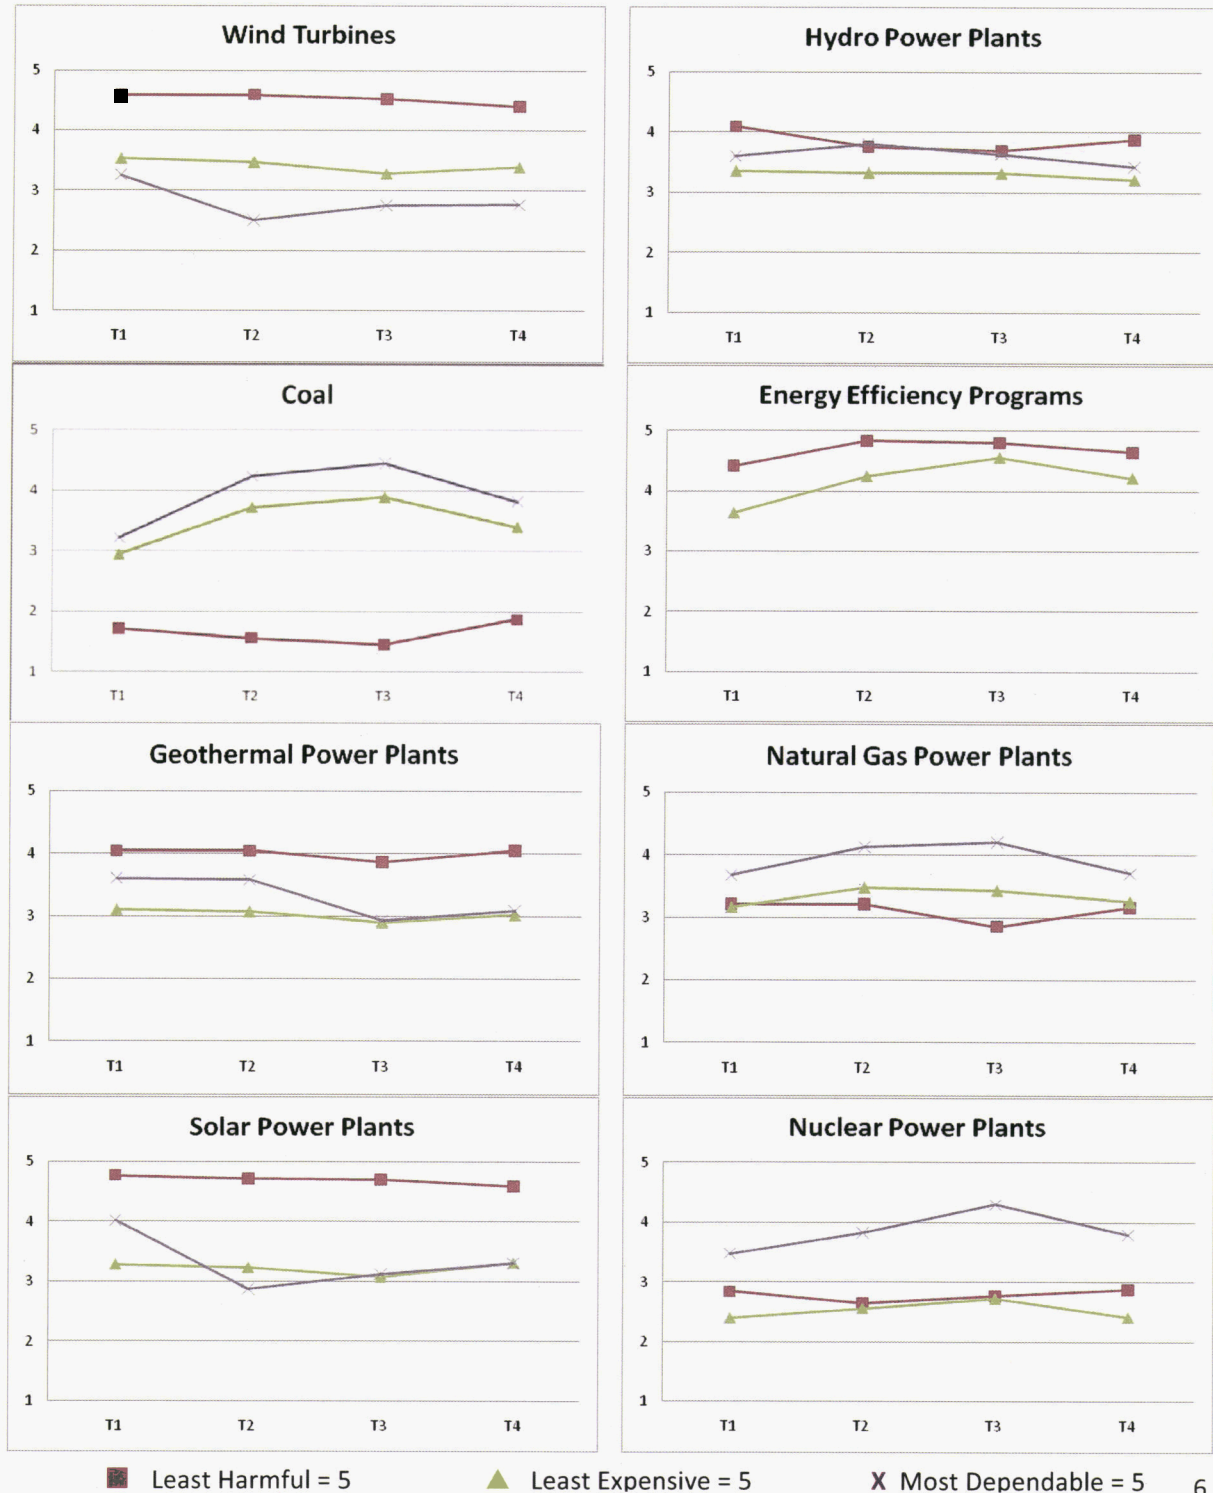 Wind Turbines
5
4
3
2
1
T1 T2 T3 T4
Hydro Power Plants
5
4
3
2
1
T1 T2 T3 T4
Coal
5
4
3
2
1
T1 T2 T3 T4
Energy Efficiency Programs
5
4
3
2
1
T1 T2 T3 T4
Geothermal Power Plants
5
4
3
2
1
T1 T2 T3 T4
Natural Gas Power Plants
5
4
3
2
1
T1 T2 T3 T4
Solar Power Plants
5
4
3
2
1
T1 T2 T3 T4
Nuclear Power Plants
5
4
3
2
1
T1 T2 T3 T4
Least Harmful = 5 Least Expensive = 5 X Most Dependable = 5 6